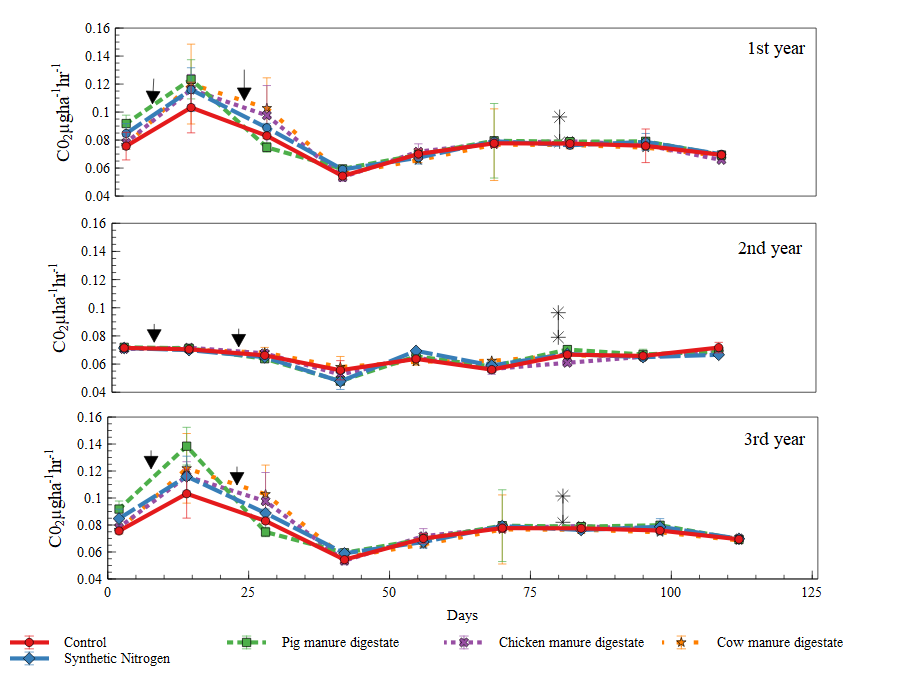 0.16
0.14
0.12
0.1
0.08
0.06
0.04
C0₂µgha⁻¹hr⁻¹
1st year
0.16
0.14
0.12
0.1
0.08
0.06
0.04
C0₂µha⁻¹hr⁻¹
2nd year
0.16
0.14
0.12
0.1
0.08
0.06
0.04
C0₂µgha⁻¹hr⁻¹
3rd year
0 25 50 75 100 125
Days
Control Pig manure digestate Chicken manure digestate Cow manure digestate
Synthetic Nitrogen